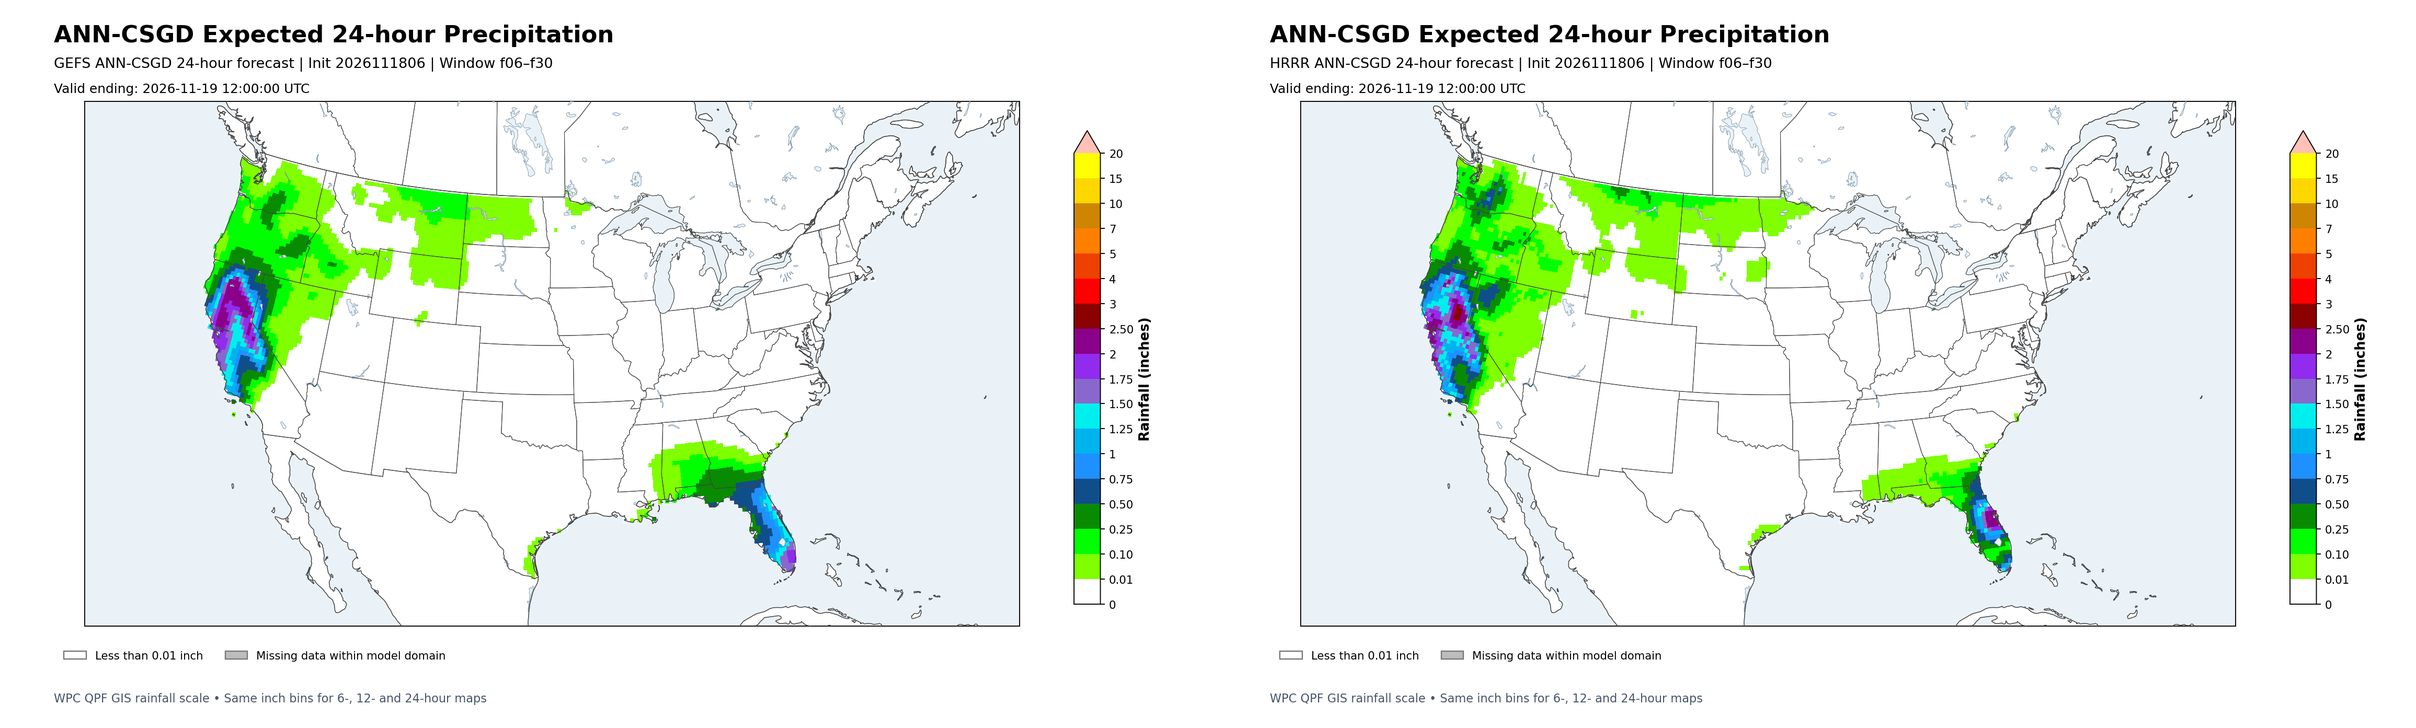 ANN-CSGD Expected 24-hour Precipitation
GEFS ANN-CSGD 24-hour forecast | Init 2026111806 | Window f06–f30
Valid ending: 2026-11-19 12:00:00 UTC
20
15
10
7
5
4
3
2.50
2
1.75
1.50
1.25
1
0.75
0.50
0.25
0.10
0.01
0
Rainfall (inches)
Less than 0.01 inch
Missing data within model domain
WPC QPF GIS rainfall scale • Same inch bins for 6-, 12- and 24-hour maps
ANN-CSGD Expected 24-hour Precipitation
HRRR ANN-CSGD 24-hour forecast | Init 2026111806 | Window f06–f30
Valid ending: 2026-11-19 12:00:00 UTC
20
15
10
7
5
4
3
2.50
2
1.75
1.50
1.25
1
0.75
0.50
0.25
0.10
0.01
0
Rainfall (inches)
Less than 0.01 inch
Missing data within model domain
WPC QPF GIS rainfall scale • Same inch bins for 6-, 12- and 24-hour maps